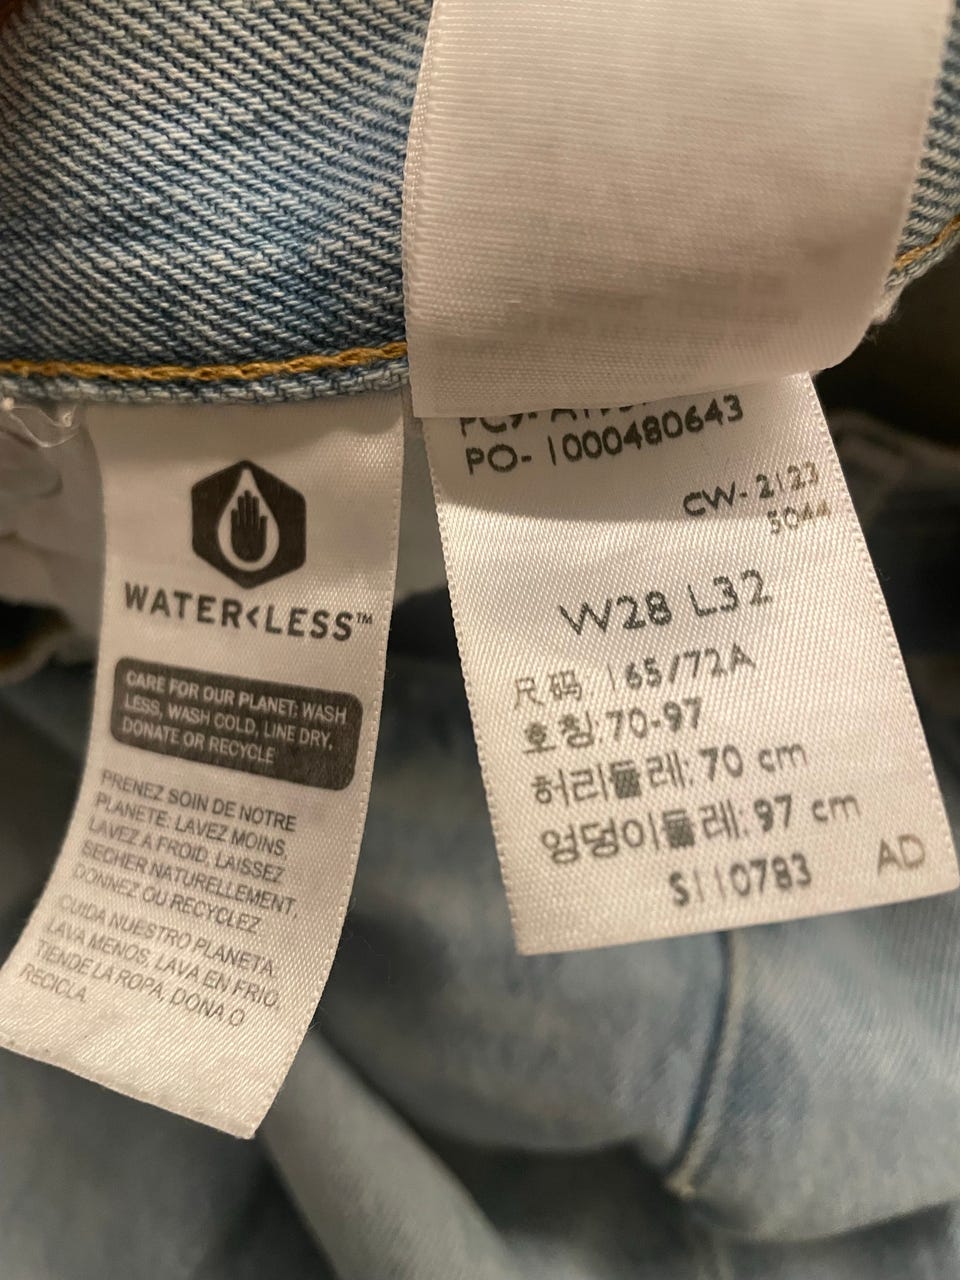 WATER<LESS™
CARE FOR OUR PLANET: WASH
LESS, WASH COLD, LINE DRY,
DONATE OR RECYCLE
PRENEZ SOIN DE NOTRE
PLANÈTE: LAVEZ MOINS,
LAVEZ A FROID, LAISSEZ
SECHER NATURELLEMENT,
DONNEZ OU RECYCLEZ
CUIDA NUESTRO PLANETA.
LAVA MENOS, LAVA EN FRIO,
TIENDE LA ROPA, DONA O
RECICLA.
PO- 1000480643
CW- 2123
5044
W28 L32
尺码: 165/72A
호칭:70-97
허리둘레: 70 cm
엉덩이둘레: 97 cm
S110783
AD